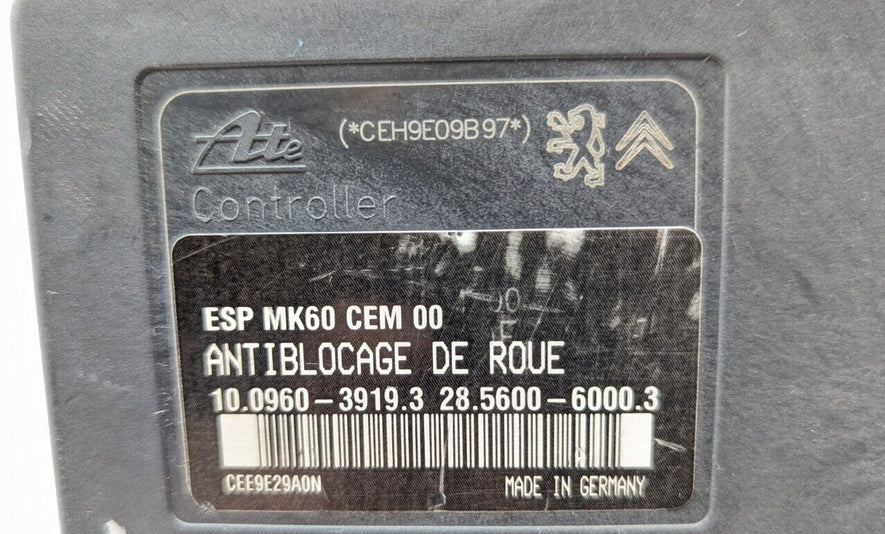 Ate (*CEH9E09B97*)
Controller
ESP MK60 CEM 00
ANTIBLOCAGE DE ROUE
10.0960-3919.3 28.5600-6000.3
CEE9E29A0N MADE IN GERMANY